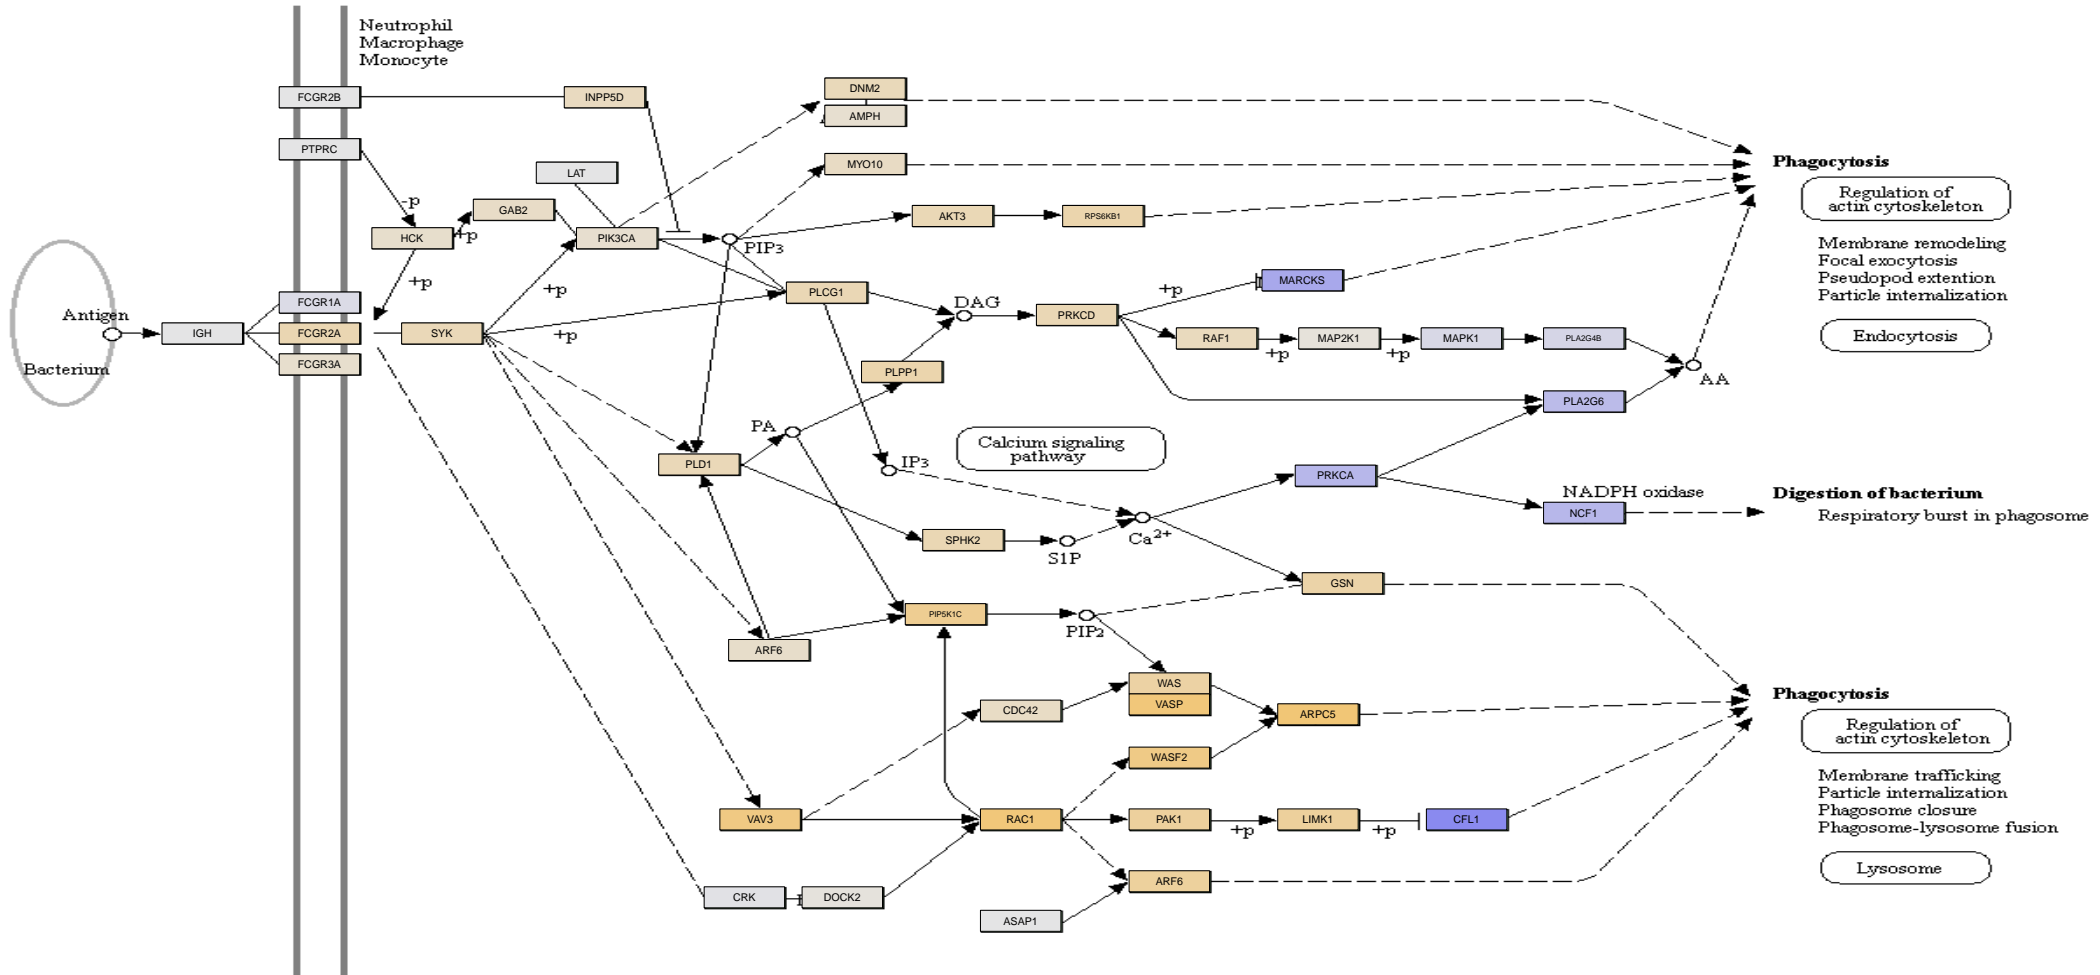 Neutrophil
Macrophage
Monocyte
FCGR2B
INPP5D
DNM2
AMPH
PTPRC
LAT
MYO10
Phagocytosis
-p
GAB2
AKT3
RPS6KB1
Regulation of
actin cytoskeleton
HCK
+p
PIK3CA
PIP3
Membrane remodeling
Focal exocytosis
Pseudopod extention
Particle internalization
+p
+p
PLCG1
+p
MARCKS
FCGR1A
DAG
PRKCD
Antigen
IGH
FCGR2A
SYK
+p
RAF1
+p
MAP2K1
+p
MAPK1
PLA2G4B
Endocytosis
Bacterium
FCGR3A
PLPP1
AA
PLA2G6
PA
Calcium signaling
pathway
PLD1
IP3
PRKCA
NADPH oxidase
Digestion of bacterium
NCF1
Respiratory burst in phagosome
SPHK2
S1P
Ca2+
GSN
PIP5K1C
PIP2
ARF6
WAS
VASP
CDC42
ARPC5
Phagocytosis
Regulation of
actin cytoskeleton
WASF2
Membrane trafficking
Particle internalization
Phagosome closure
Phagosome-lysosome fusion
VAV3
RAC1
PAK1
+p
LIMK1
+p
CFL1
Lysosome
CRK
DOCK2
ARF6
ASAP1